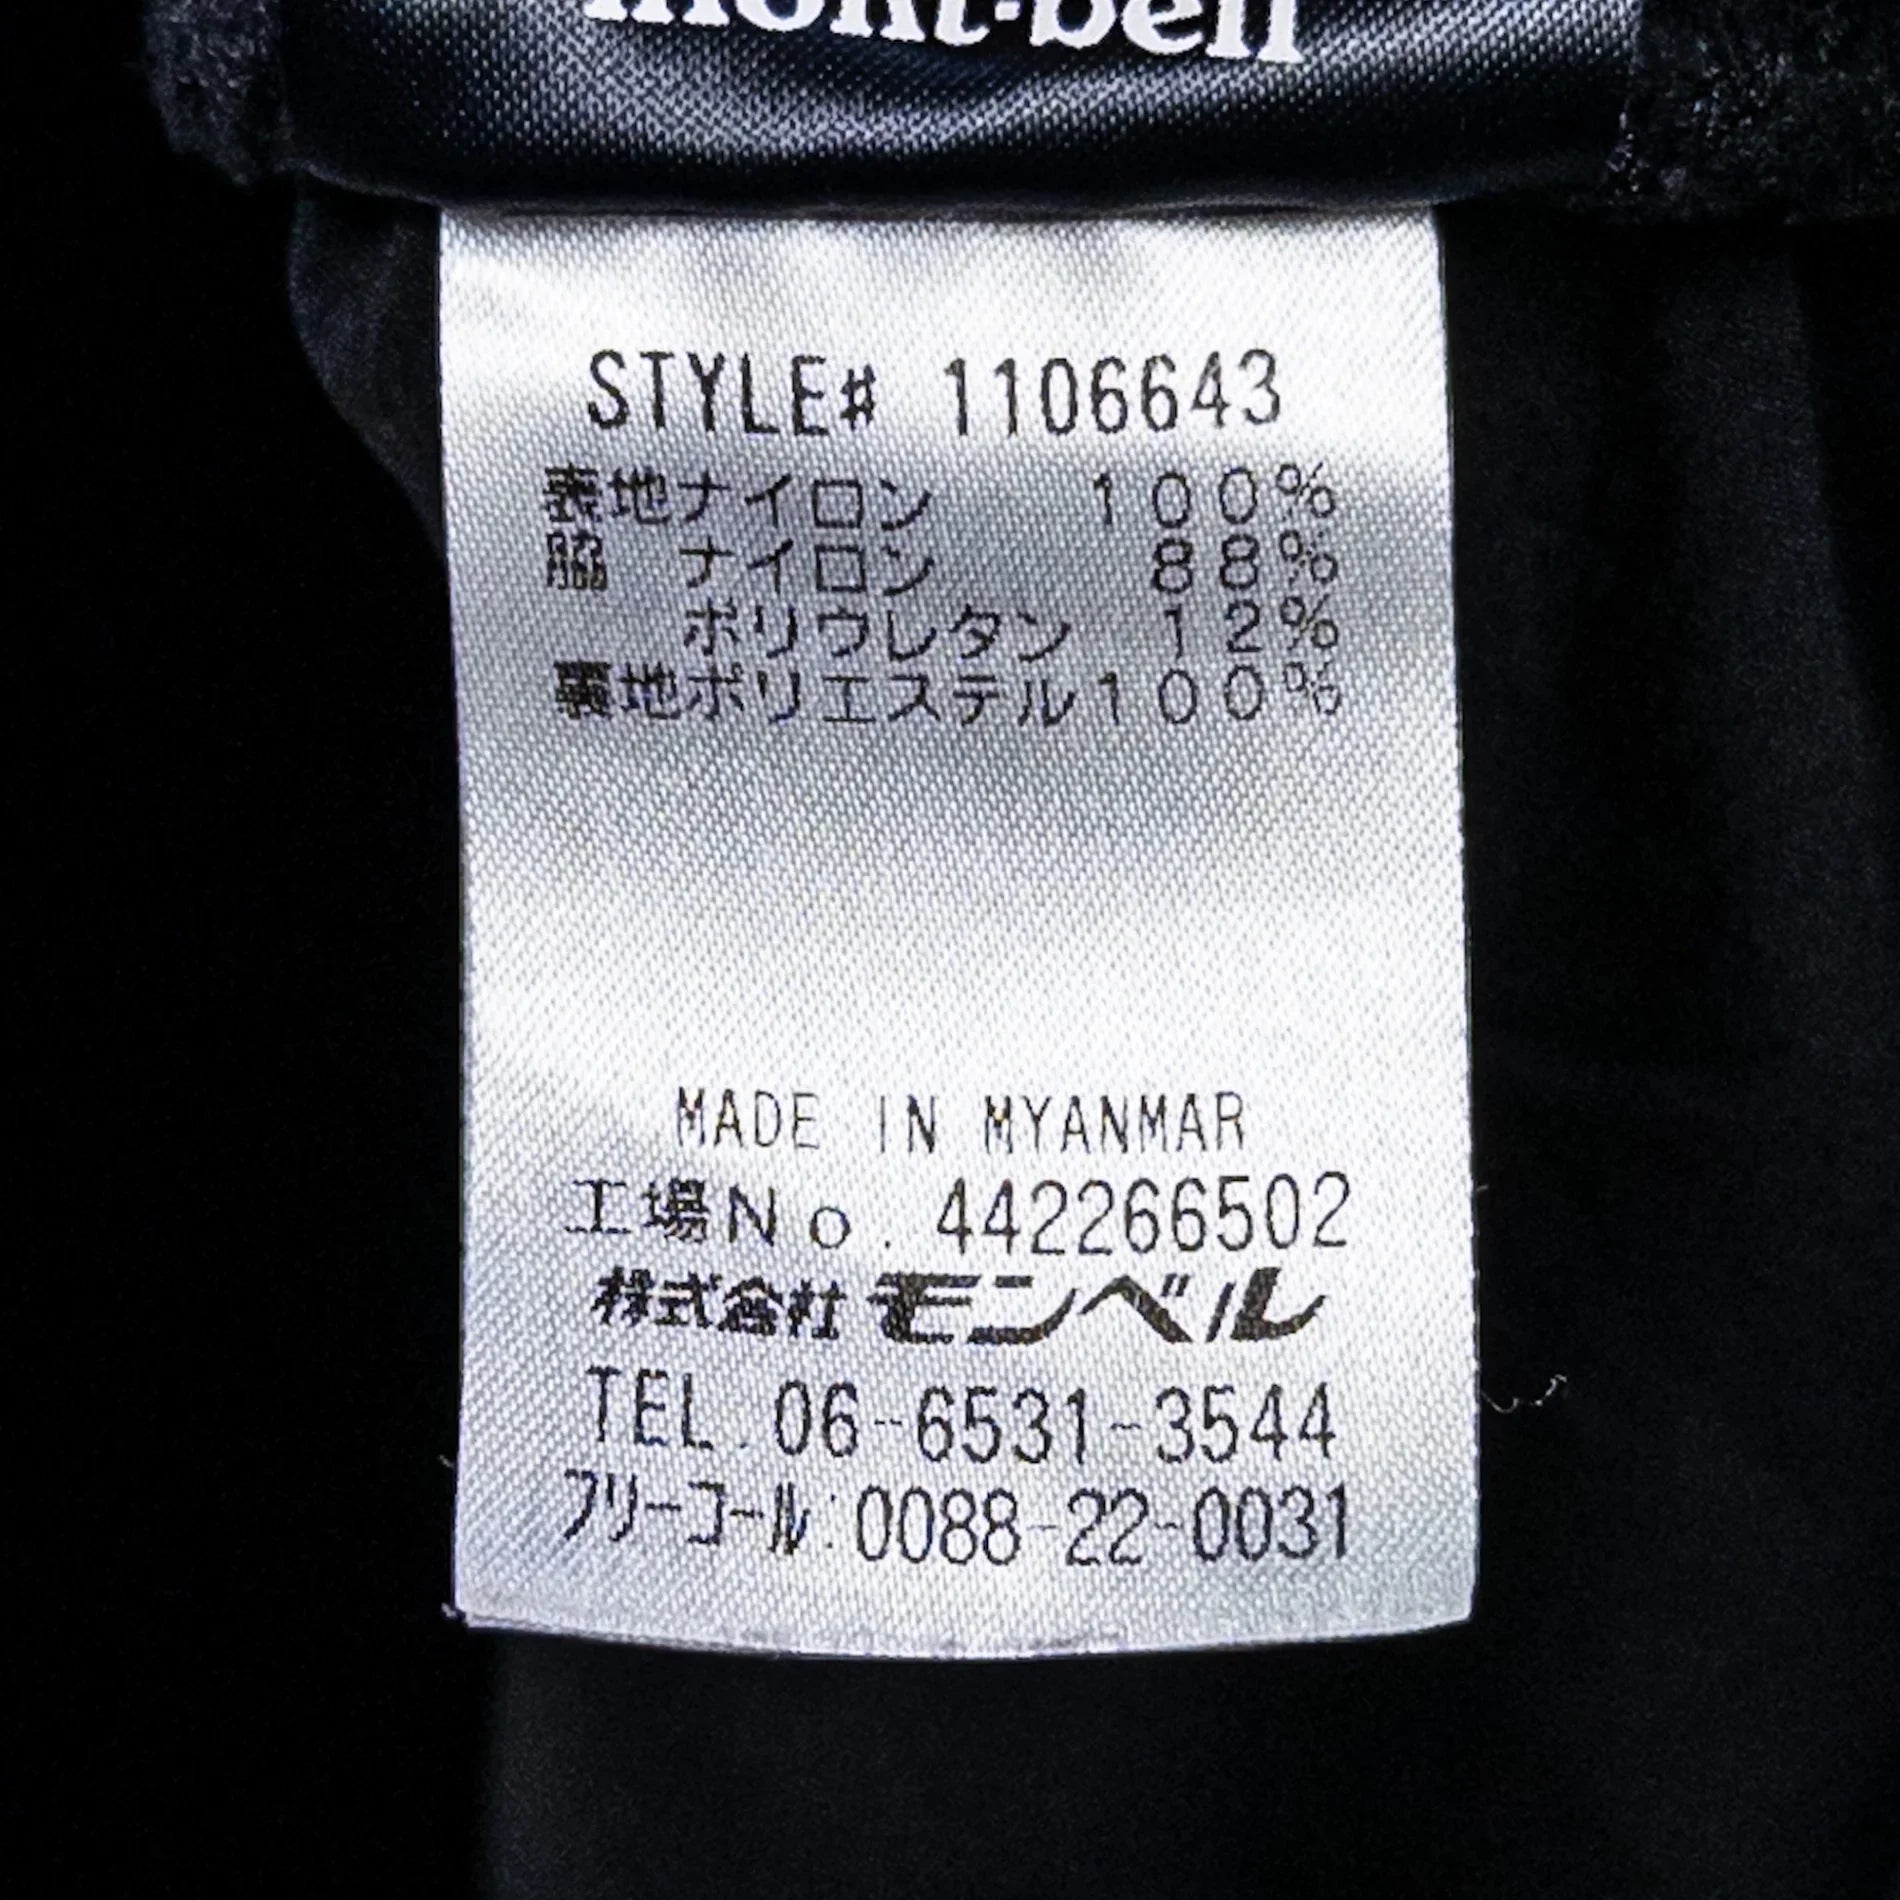 mont-bell
STYLE# 1106643
表地ナイロン 100%
脇 ナイロン 88%
ポリウレタン 12%
裏地ポリエステル100%
MADE IN MYANMAR
工場No. 442266502
株式会社モンベル
TEL.06-6531-3544
フリーコール:0088-22-0031